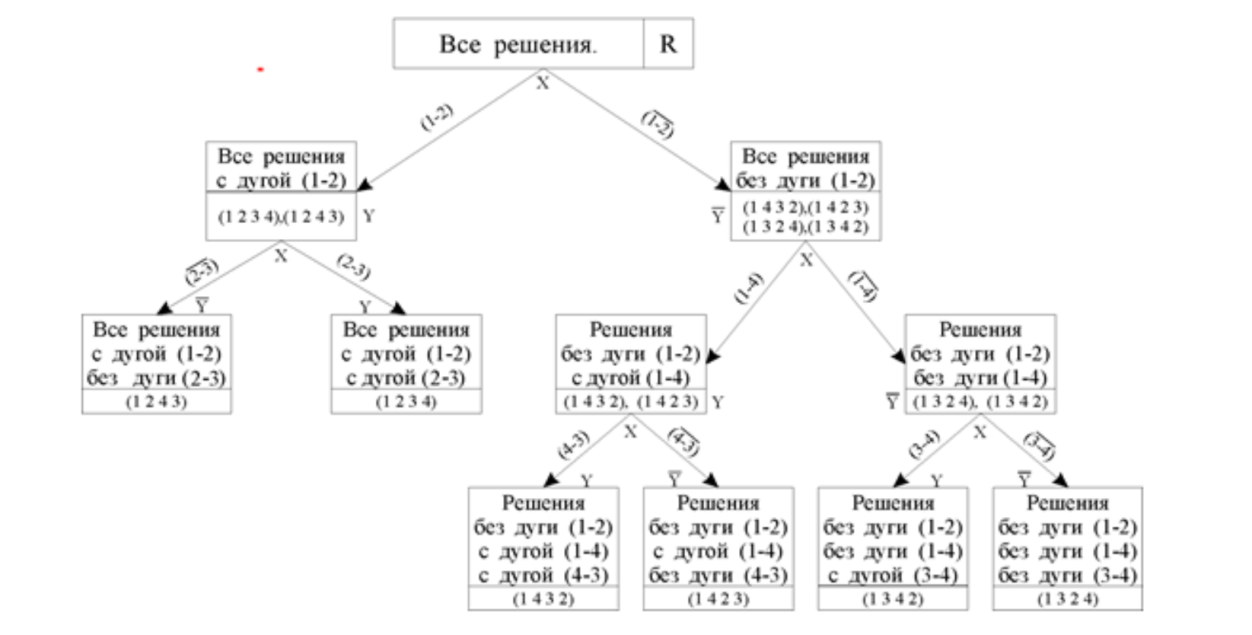 Все решения. R
X
(1-2)
(1-2)
Все решения
с дугой (1-2)
(1 2 3 4),(1 2 4 3)
Y
Все решения
без дуги (1-2)
(1 4 3 2),(1 4 2 3)
(1 3 2 4),(1 3 4 2)
Y̅
X
(2-3)
(2-3)
Y̅
Y
X
(1-4)
(1-4)
Все решения
с дугой (1-2)
без дуги (2-3)
(1 2 4 3)
Все решения
с дугой (1-2)
с дугой (2-3)
(1 2 3 4)
Решения
без дуги (1-2)
с дугой (1-4)
(1 4 3 2), (1 4 2 3)
Y
Решения
без дуги (1-2)
без дуги (1-4)
(1 3 2 4), (1 3 4 2)
Y̅
X
(4-3)
(4-3)
Y
Y̅
X
(3-4)
(3-4)
Y
Y̅
Решения
без дуги (1-2)
с дугой (1-4)
с дугой (4-3)
(1 4 3 2)
Решения
без дуги (1-2)
с дугой (1-4)
без дуги (4-3)
(1 4 2 3)
Решения
без дуги (1-2)
без дуги (1-4)
с дугой (3-4)
(1 3 4 2)
Решения
без дуги (1-2)
без дуги (1-4)
без дуги (3-4)
(1 3 2 4)